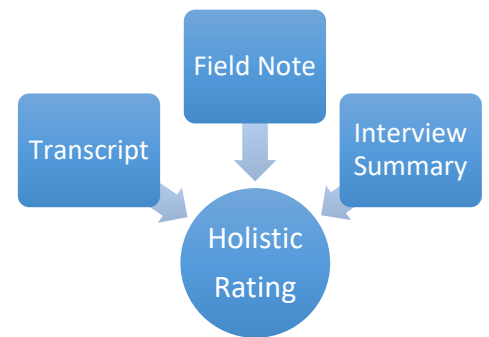 Field Note
Transcript
Interview
Summary
Holistic
Rating